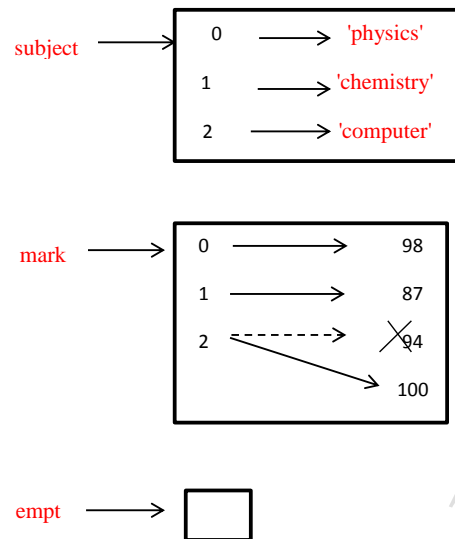 0 'physics'
subject
1 'chemistry'
2 'computer'
0 98
mark
1 87
2 94
100
empt